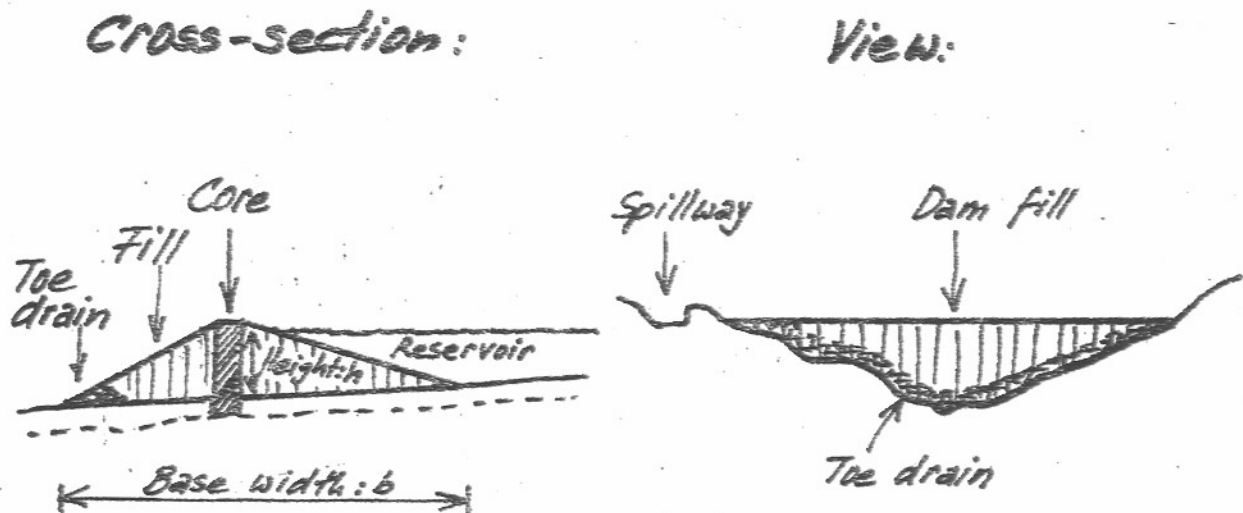 Cross-section:
View:
Core
Fill
Toe
drain
Height:h
Reservoir
Base width:b
Spillway
Dam fill
Toe drain